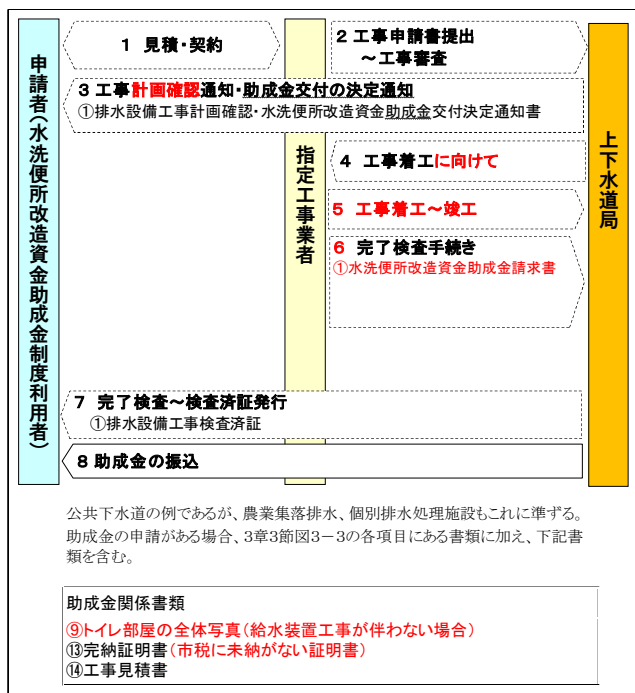 申請者(水洗便所改造資金助成金制度利用者)
指定工事業者
上下水道局
1 見積・契約
2 工事申請書提出
～工事審査
3 工事計画確認通知・助成金交付の決定通知
①排水設備工事計画確認・水洗便所改造資金助成金交付決定通知書
4 工事着工に向けて
5 工事着工～竣工
6 完了検査手続き
①水洗便所改造資金助成金請求書
7 完了検査～検査済証発行
①排水設備工事検査済証
8 助成金の振込
公共下水道の例であるが、農業集落排水、個別排水処理施設もこれに準ずる。
助成金の申請がある場合、3章3節図3－3の各項目にある書類に加え、下記書
類を含む。
助成金関係書類
⑨トイレ部屋の全体写真(給水装置工事が伴わない場合)
⑬完納証明書(市税に未納がない証明書)
⑭工事見積書